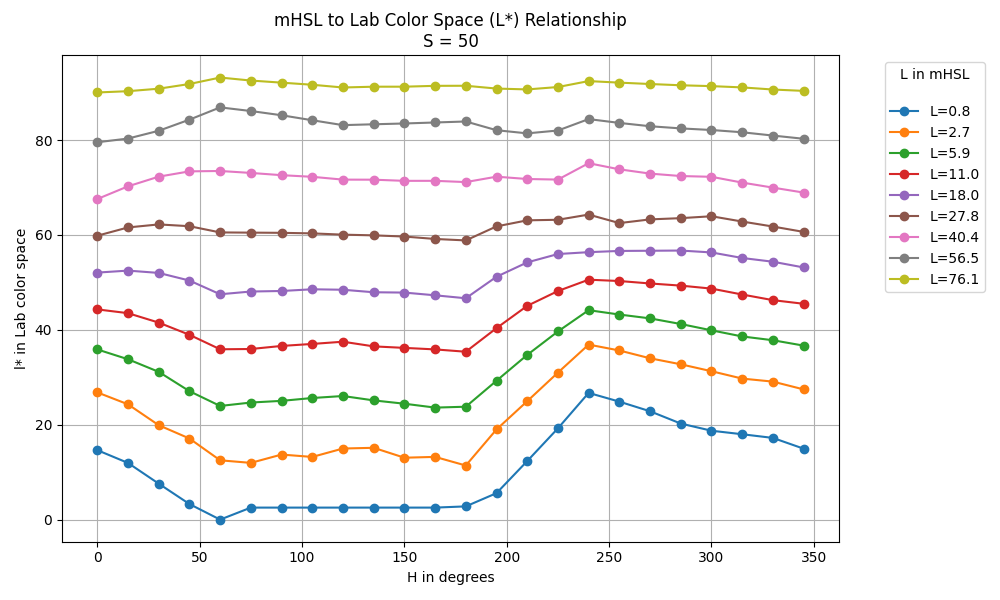 mHSL to Lab Color Space (L*) Relationship
S = 50
l* in Lab color space
80
60
40
20
0
0
50
100
150
200
250
300
350
H in degrees
L in mHSL
L=0.8
L=2.7
L=5.9
L=11.0
L=18.0
L=27.8
L=40.4
L=56.5
L=76.1